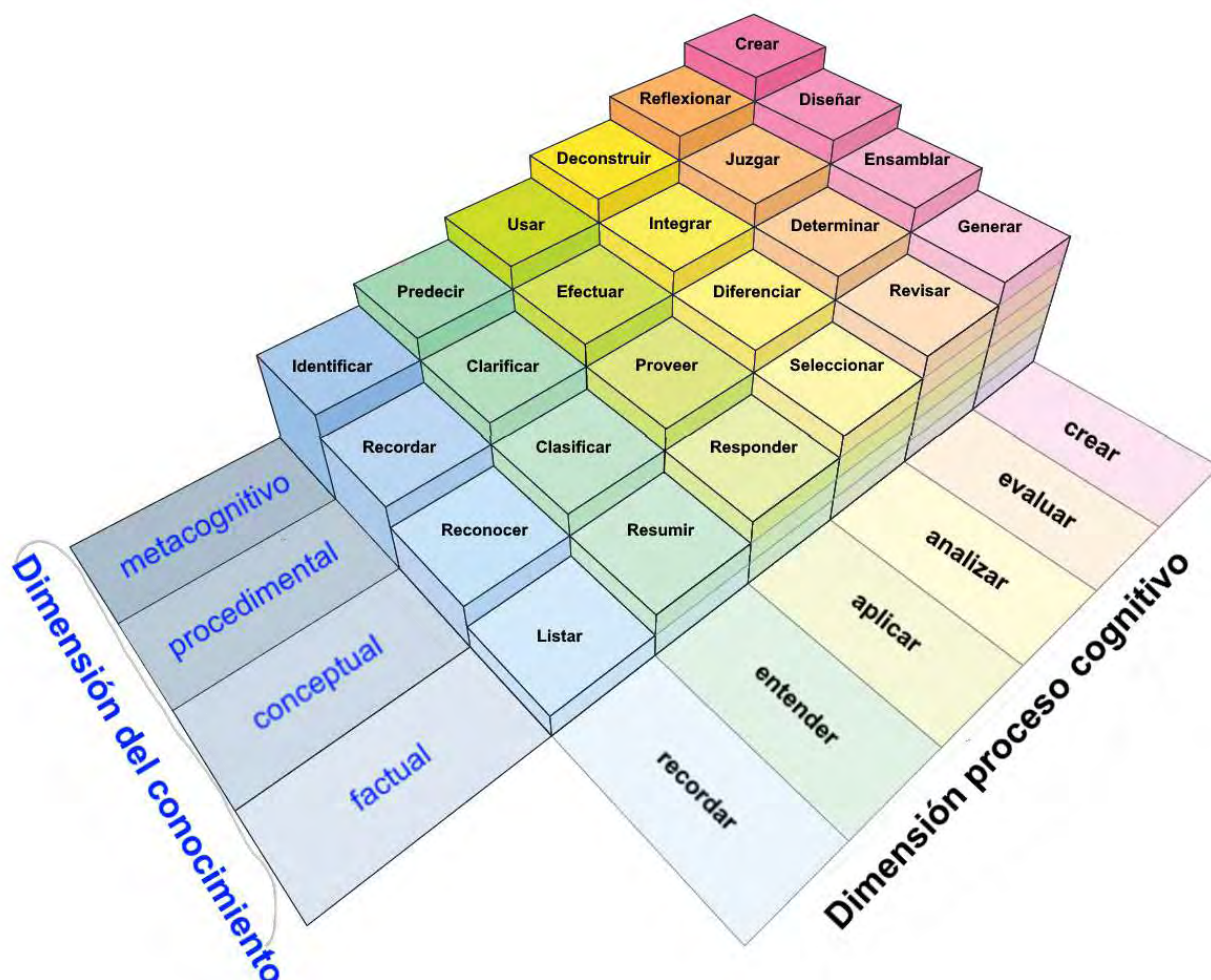 Crear
Reflexionar
Diseñar
Deconstruir
Juzgar
Ensamblar
Usar
Integrar
Determinar
Generar
Predecir
Efectuar
Diferenciar
Revisar
Identificar
Clarificar
Proveer
Seleccionar
Recordar
Clasificar
Responder
Reconocer
Resumir
Listar
metacognitivo
procedimental
conceptual
factual
Dimensión del conocimiento
crear
evaluar
analizar
aplicar
entender
recordar
Dimensión proceso cognitivo